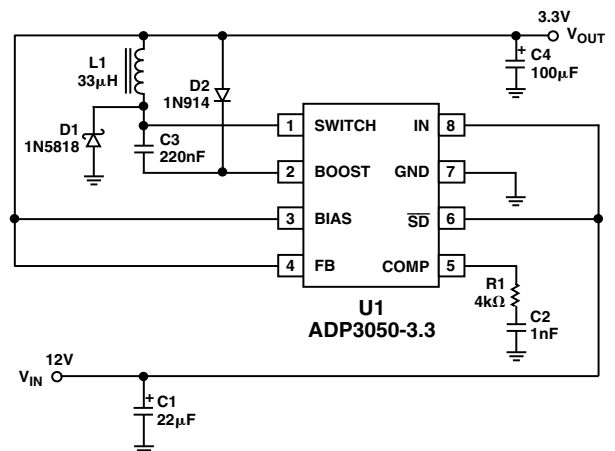 3.3V
V_OUT
C4
100μF
L1
33μH
D2
1N914
D1
1N5818
C3
220nF
1 SWITCH IN 8
2 BOOST GND 7
3 BIAS SD 6
4 FB COMP 5
R1
4kΩ
C2
1nF
U1
ADP3050-3.3
12V
V_IN
C1
22μF
+
+